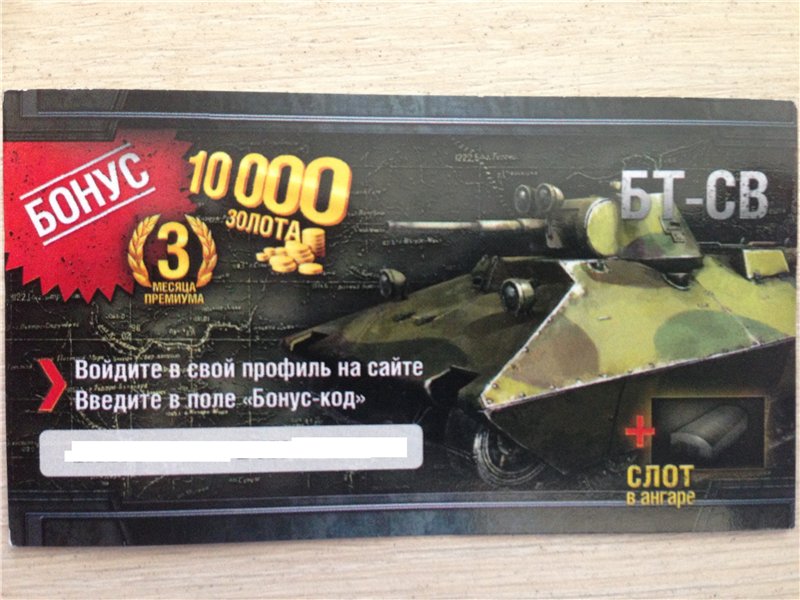 БОНУС
10 000
ЗОЛОТА
3
МЕСЯЦА
ПРЕМИУМА
БТ-СВ
Войдите в свой профиль на сайте
Введите в поле «Бонус-код»
+
СЛОТ
в ангаре